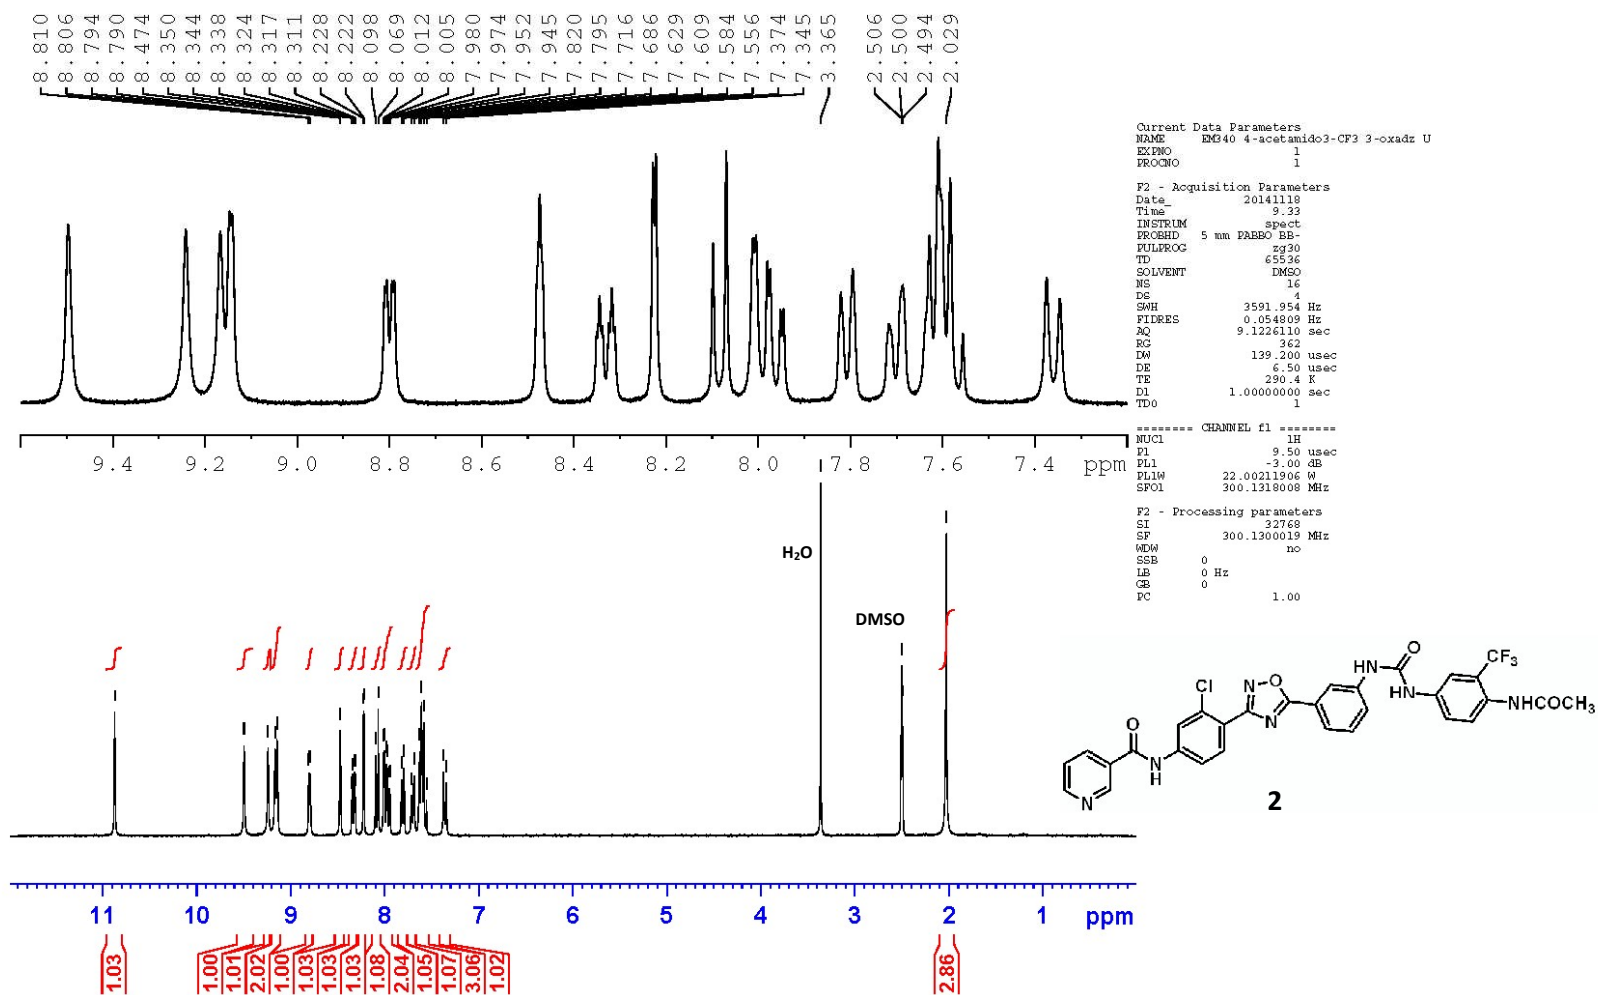 8.810
8.806
8.794
8.790
8.474
8.350
8.344
8.338
8.324
8.317
8.311
8.228
8.222
8.098
8.069
8.012
8.005
7.980
7.974
7.952
7.945
7.820
7.795
7.716
7.686
7.629
7.609
7.584
7.556
7.374
7.345
3.365
2.506
2.500
2.494
2.029
Current Data Parameters
NAME EM340 4-acetamido3-CF3 3-oxadz U
EXPNO 1
PROCNO 1
F2 - Acquisition Parameters
Date_ 20141118
Time 9.33
INSTRUM spect
PROBHD 5 mm PABBO BB-
PULPROG zg30
TD 65536
SOLVENT DMSO
NS 16
DS 4
SWH 3591.954 Hz
FIDRES 0.054809 Hz
AQ 9.1226110 sec
RG 362
DW 139.200 usec
DE 6.50 usec
TE 290.4 K
D1 1.00000000 sec
TD0 1
======== CHANNEL f1 ========
NUC1 1H
P1 9.50 usec
PL1 -3.00 dB
PL1W 22.00211906 W
SFO1 300.1318008 MHz
F2 - Processing parameters
SI 32768
SF 300.1300019 MHz
WDW no
SSB 0
LB 0 Hz
GB 0
PC 1.00
9.4 9.2 9.0 8.8 8.6 8.4 8.2 8.0 7.8 7.6 7.4 ppm
H₂O
DMSO
O
CF₃
HN
NHCOCH₃
HN
Cl
N
O
N
O
N
H
N
2
11 10 9 8 7 6 5 4 3 2 1 ppm
1.03
1.00
1.01
2.02
1.00
1.03
1.03
1.03
1.08
2.04
1.05
1.07
3.06
1.02
2.86